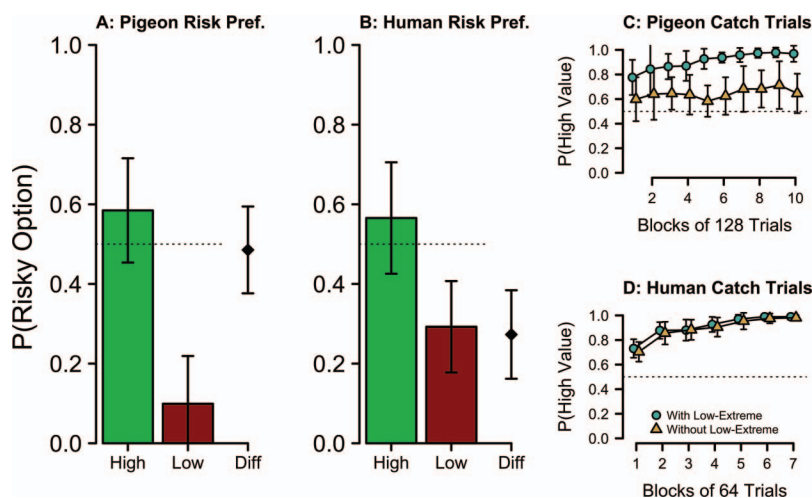 A: Pigeon Risk Pref.
P(Risky Option)
1.0
0.8
0.6
0.4
0.2
0.0
High Low Diff
B: Human Risk Pref.
1.0
0.8
0.6
0.4
0.2
0.0
High Low Diff
C: Pigeon Catch Trials
P(High Value)
1.0
0.8
0.6
0.4
0.2
0.0
2 4 6 8 10
Blocks of 128 Trials
D: Human Catch Trials
P(High Value)
1.0
0.8
0.6
0.4
0.2
0.0
With Low-Extreme
Without Low-Extreme
1 2 3 4 5 6 7
Blocks of 64 Trials